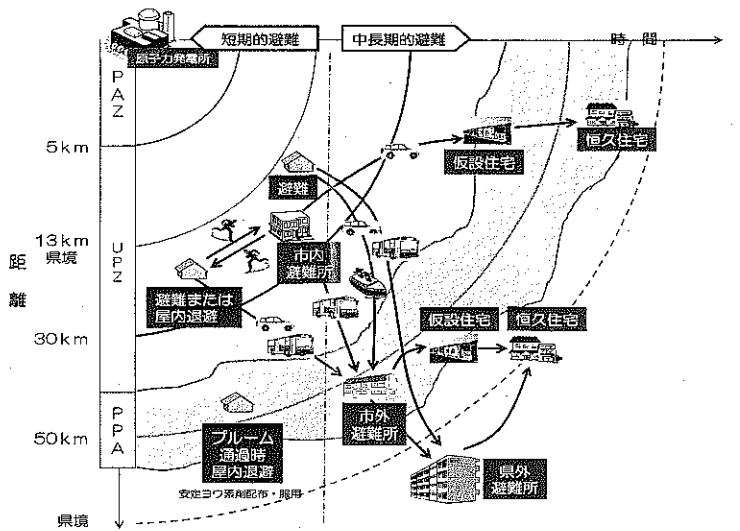 短期的避難
中長期的避難
時間
原子力発電所
PAZ
5km
避難
仮設住宅
恒久住宅
13km
県境
UPZ
市内
避難所
距離
避難または
屋内退避
30km
仮設住宅
恒久住宅
PPA
市外
避難所
50km
プルーム
通過時
屋内退避
県外
避難所
安定ヨウ素剤配布・服用
県境